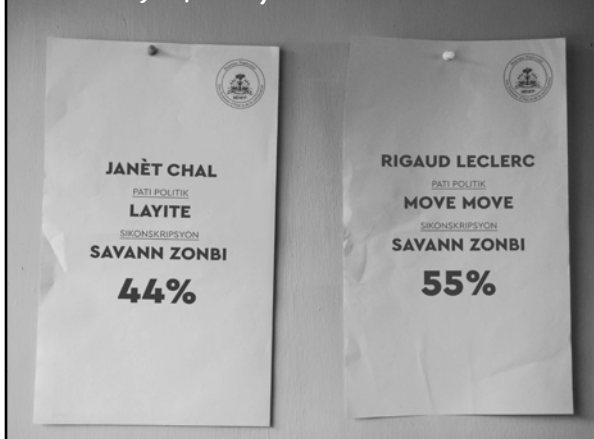 JANÈT CHAL
PATI POLITIK
LAYITE
SIKONSKRIPSYON
SAVANN ZONBI
44%
RIGAUD LECLERC
PATI POLITIK
MOVE MOVE
SIKONSKRIPSYON
SAVANN ZONBI
55%